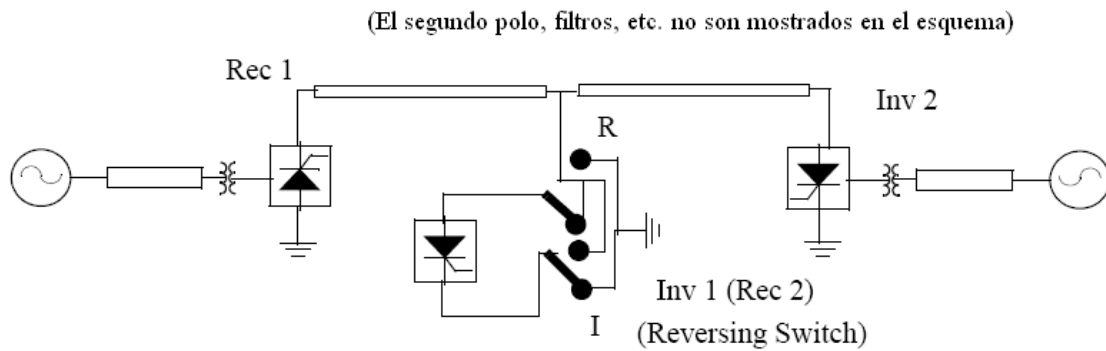 (El segundo polo, filtros, etc. no son mostrados en el esquema)
Rec 1
Inv 2
R
Inv 1 (Rec 2)
I
(Reversing Switch)